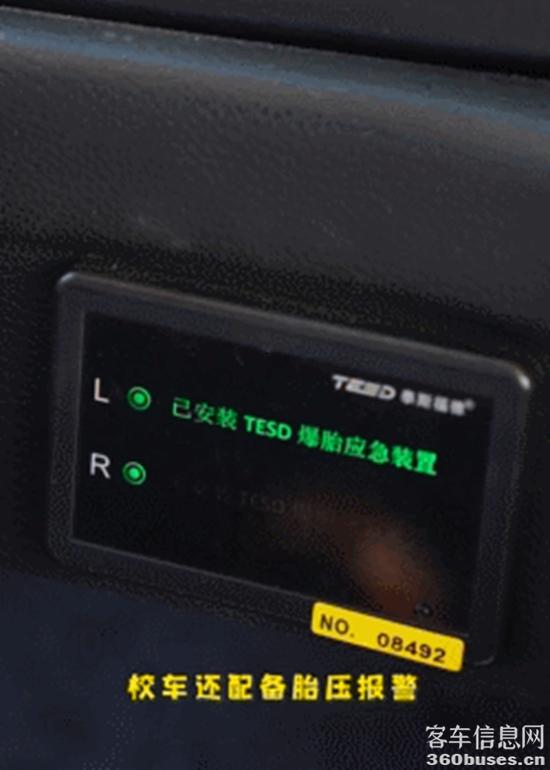 TESD 泰斯福德®
L 已安装 TESD 爆胎应急装置
R
NO. 08492
校车还配备胎压报警
客车信息网
360buses.cn